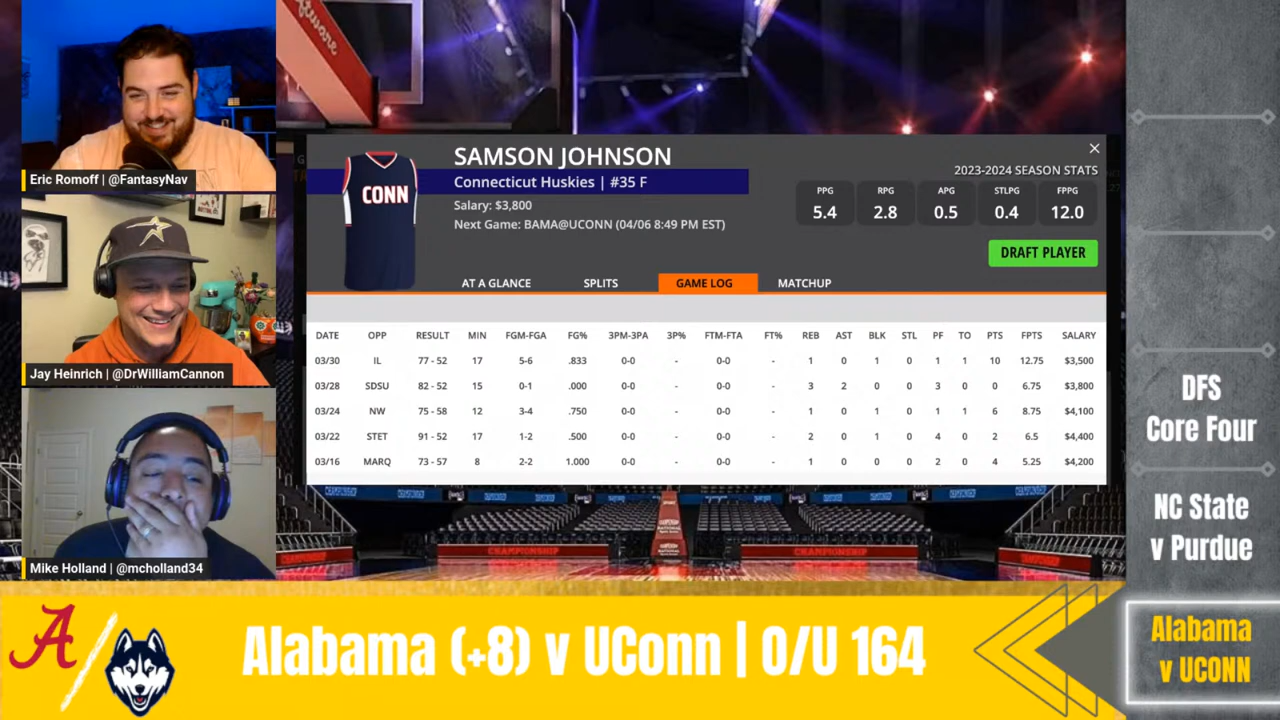 Eric Romoff | @FantasyNav
Jay Heinrich | @DrWilliamCannon
Mike Holland | @mcholland34
CONN
SAMSON JOHNSON
Connecticut Huskies | #35 F
Salary: $3,800
Next Game: BAMA@UCONN (04/06 8:49 PM EST)
2023-2024 SEASON STATS
PPG RPG APG STLPG FPPG
5.4 2.8 0.5 0.4 12.0
DRAFT PLAYER
AT A GLANCE SPLITS GAME LOG MATCHUP
DATE OPP RESULT MIN FGM-FGA FG% 3PM-3PA 3P% FTM-FTA FT% REB AST BLK STL PF TO PTS FPTS SALARY
03/30 IL 77 - 52 17 5-6 .833 0-0 - 0-0 - 1 0 1 0 1 1 10 12.75 $3,500
03/28 SDSU 82 - 52 15 0-1 .000 0-0 - 0-0 - 3 2 0 0 3 0 0 6.75 $3,800
03/24 NW 75 - 58 12 3-4 .750 0-0 - 0-0 - 1 0 1 0 1 1 6 8.75 $4,100
03/22 STET 91 - 52 17 1-2 .500 0-0 - 0-0 - 2 0 1 0 4 0 2 6.5 $4,400
03/16 MARQ 73 - 57 8 2-2 1.000 0-0 - 0-0 - 1 0 0 0 2 0 4 5.25 $4,200
CHAMPIONSHIP
CHAMPIONSHIP
DFS
Core Four
NC State
v Purdue
Alabama
v UCONN
A
Alabama (+8) v UConn | O/U 164